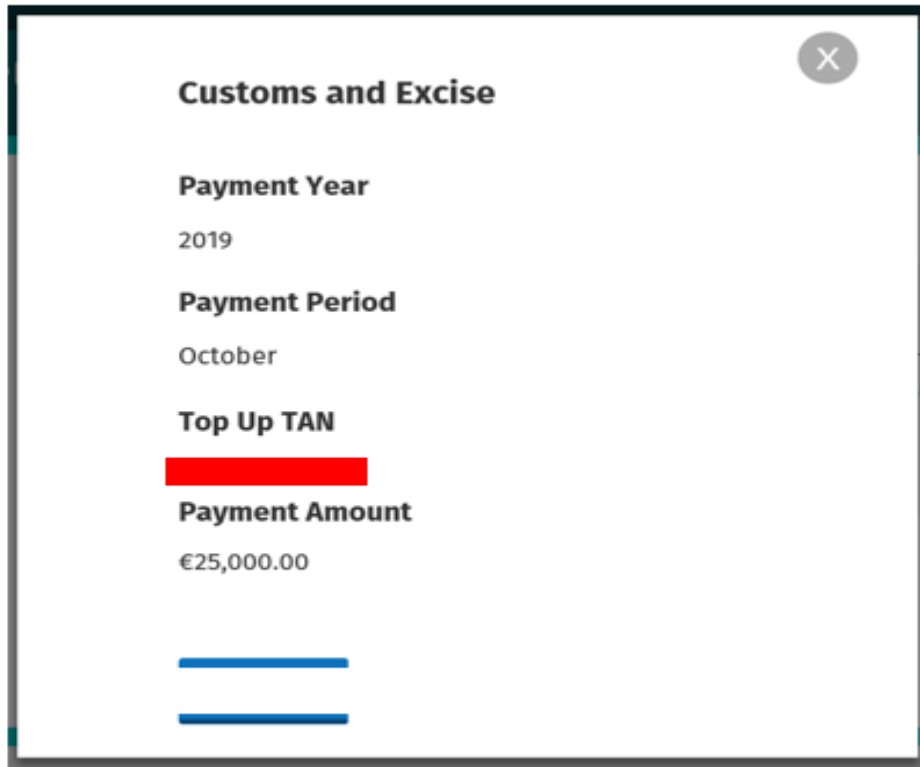 X
Customs and Excise
Payment Year
2019
Payment Period
October
Top Up TAN
Payment Amount
€25,000.00